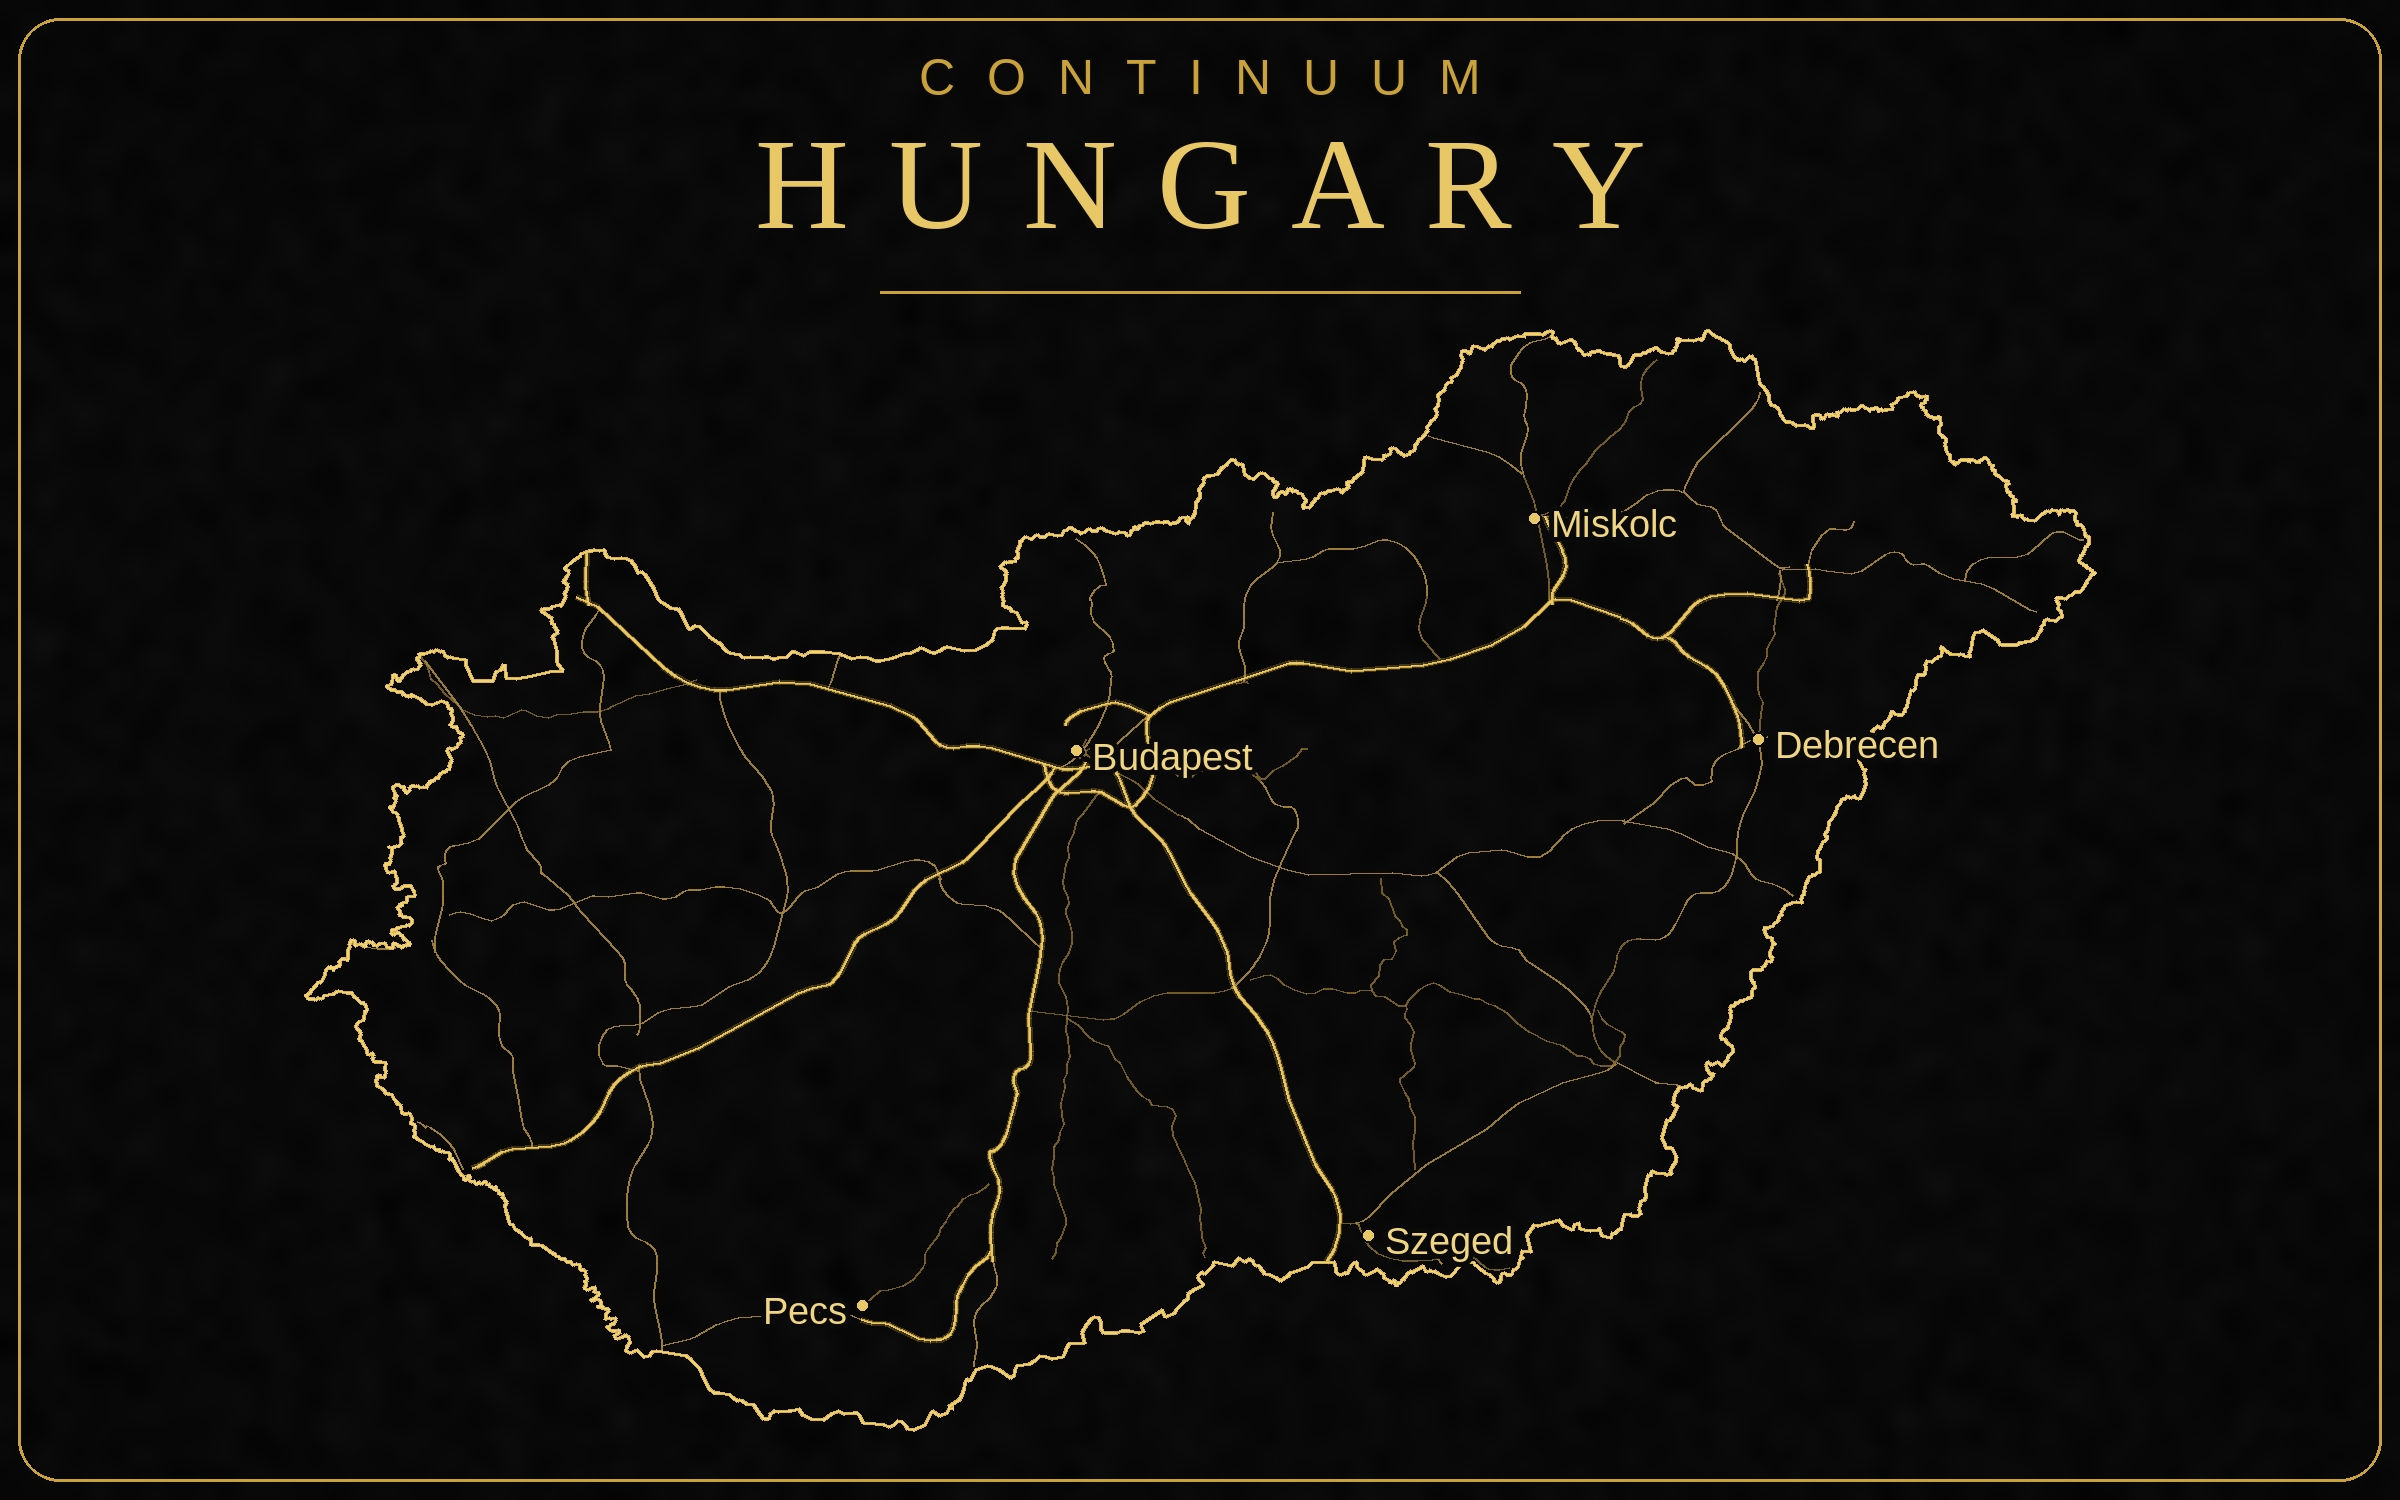 CONTINUUM
HUNGARY
Miskolc
Debrecen
Budapest
Szeged
Pecs